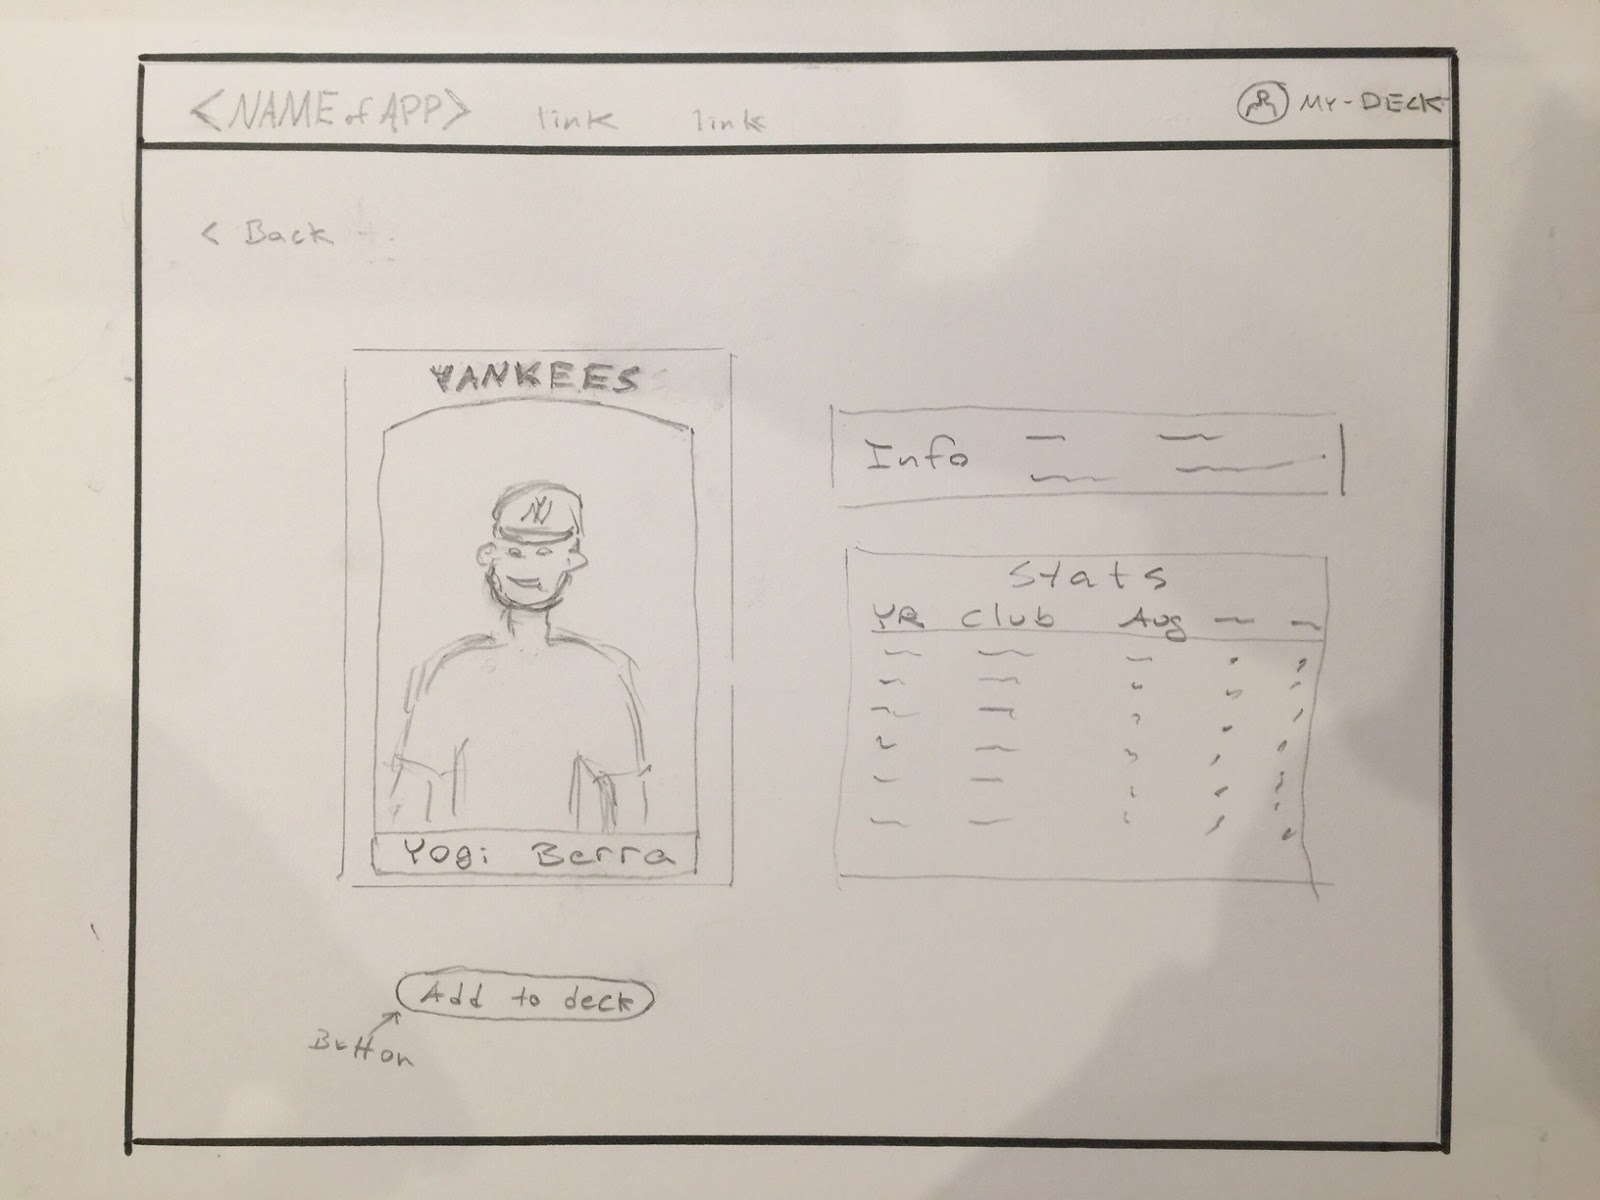 <NAME of APP> link link MY-DECK
< Back
YANKEES
NY
Info
Stats
YR Club Aug
Yogi Berra
Add to deck
Button